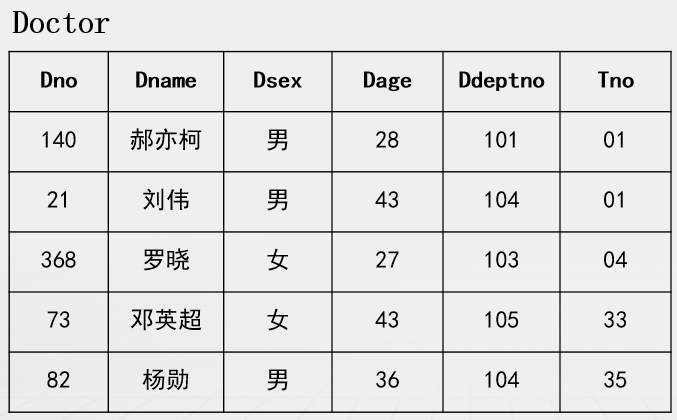 Doctor
Dno Dname Dsex Dage Ddeptno Tno
140 郝亦柯 男 28 101 01
21 刘伟 男 43 104 01
368 罗晓 女 27 103 04
73 邓英超 女 43 105 33
82 杨勋 男 36 104 35